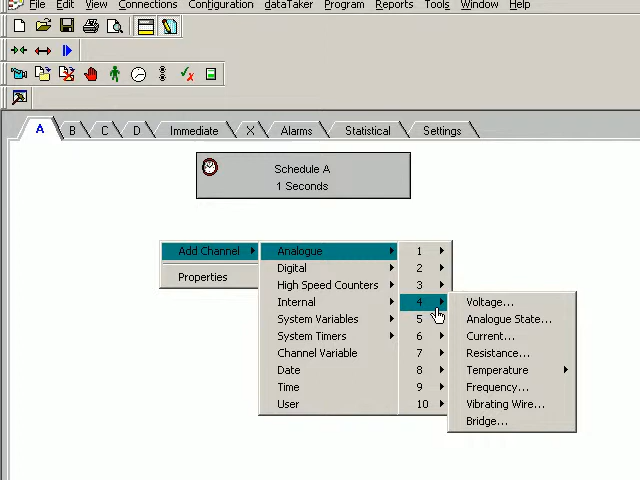 File Edit View Connections Configuration dataTaker Program Reports Tools Window Help
A B C D Immediate X Alarms Statistical Settings
Schedule A
1 Seconds
Add Channel
Properties
Analogue
Digital
High Speed Counters
Internal
System Variables
System Timers
Channel Variable
Date
Time
User
1
2
3
4
5
6
7
8
9
10
Voltage...
Analogue State...
Current...
Resistance...
Temperature
Frequency...
Vibrating Wire...
Bridge...